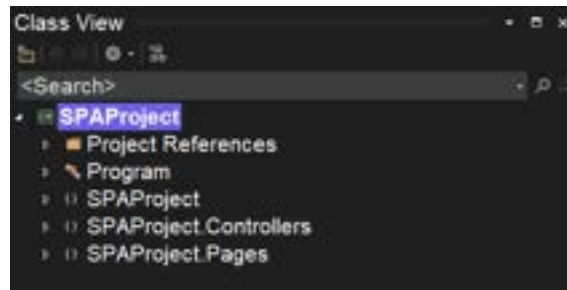 Class View
<Search>
SPAProject
Project References
Program
SPAProject
SPAProject.Controllers
SPAProject.Pages